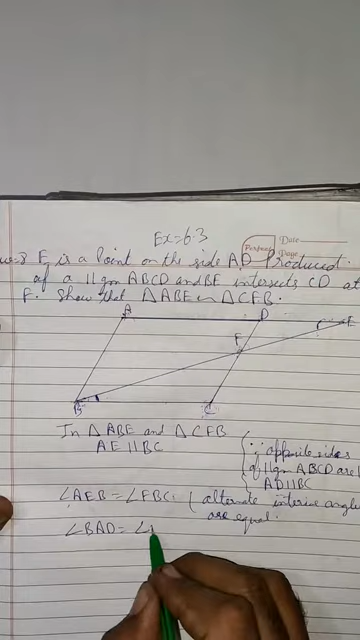 Ex=6.3
Date
Page
E is a Point on the side AD Produced
of a ||gm ABCD and BE intersects CD at
F. Show that △ABE ~ △CFB.
A D E
F
B C
In △ABE and △CFB
AE || BC
∵ opposite sides
of ||gm ABCD are
AD||BC
∠AEB = ∠FBC
(alternate interior angles
are equal.
∠BAD = ∠